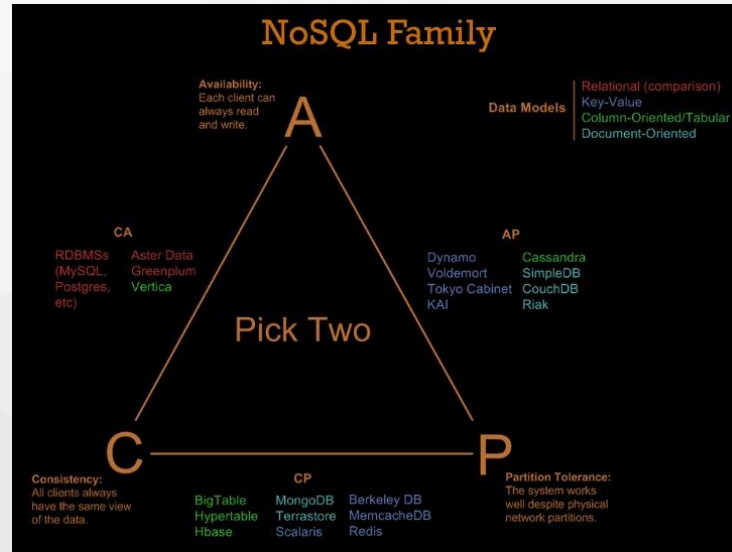 NoSQL Family
Availability:
Each client can
always read
and write.
A
Data Models
Relational (comparison)
Key-Value
Column-Oriented/Tabular
Document-Oriented
CA
RDBMSs
(MySQL,
Postgres,
etc)
Aster Data
Greenplum
Vertica
AP
Dynamo
Voldemort
Tokyo Cabinet
KAI
Cassandra
SimpleDB
CouchDB
Riak
Pick Two
C
Consistency:
All clients always
have the same view
of the data.
CP
BigTable
Hypertable
Hbase
MongoDB
Terrastore
Scalaris
Berkeley DB
MemcacheDB
Redis
P
Partition Tolerance:
The system works
well despite physical
network partitions.